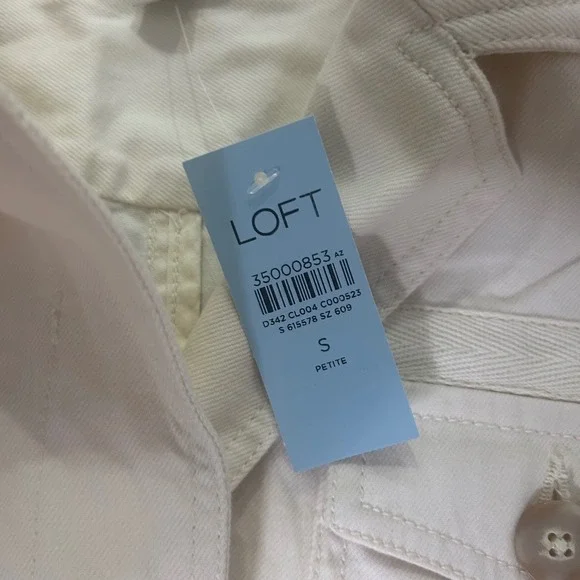 LOFT
35000853 AZ
D342 CL004 C000523
S 615578 SZ 609
S
PETITE